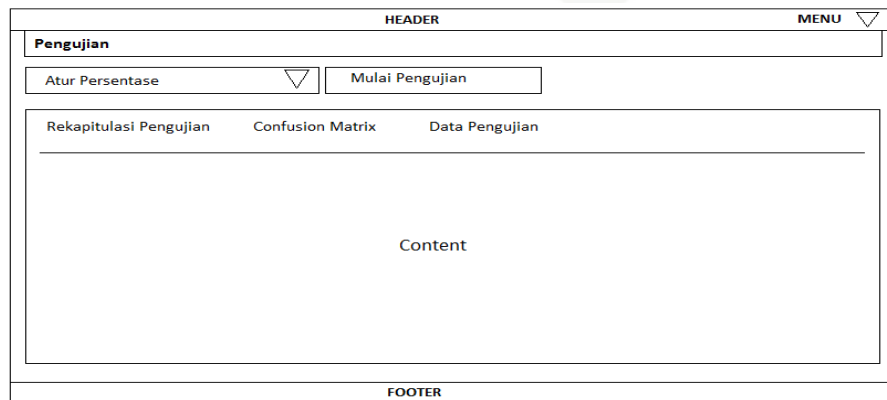 HEADER MENU
Pengujian
Atur Persentase Mulai Pengujian
Rekapitulasi Pengujian Confusion Matrix Data Pengujian
Content
FOOTER